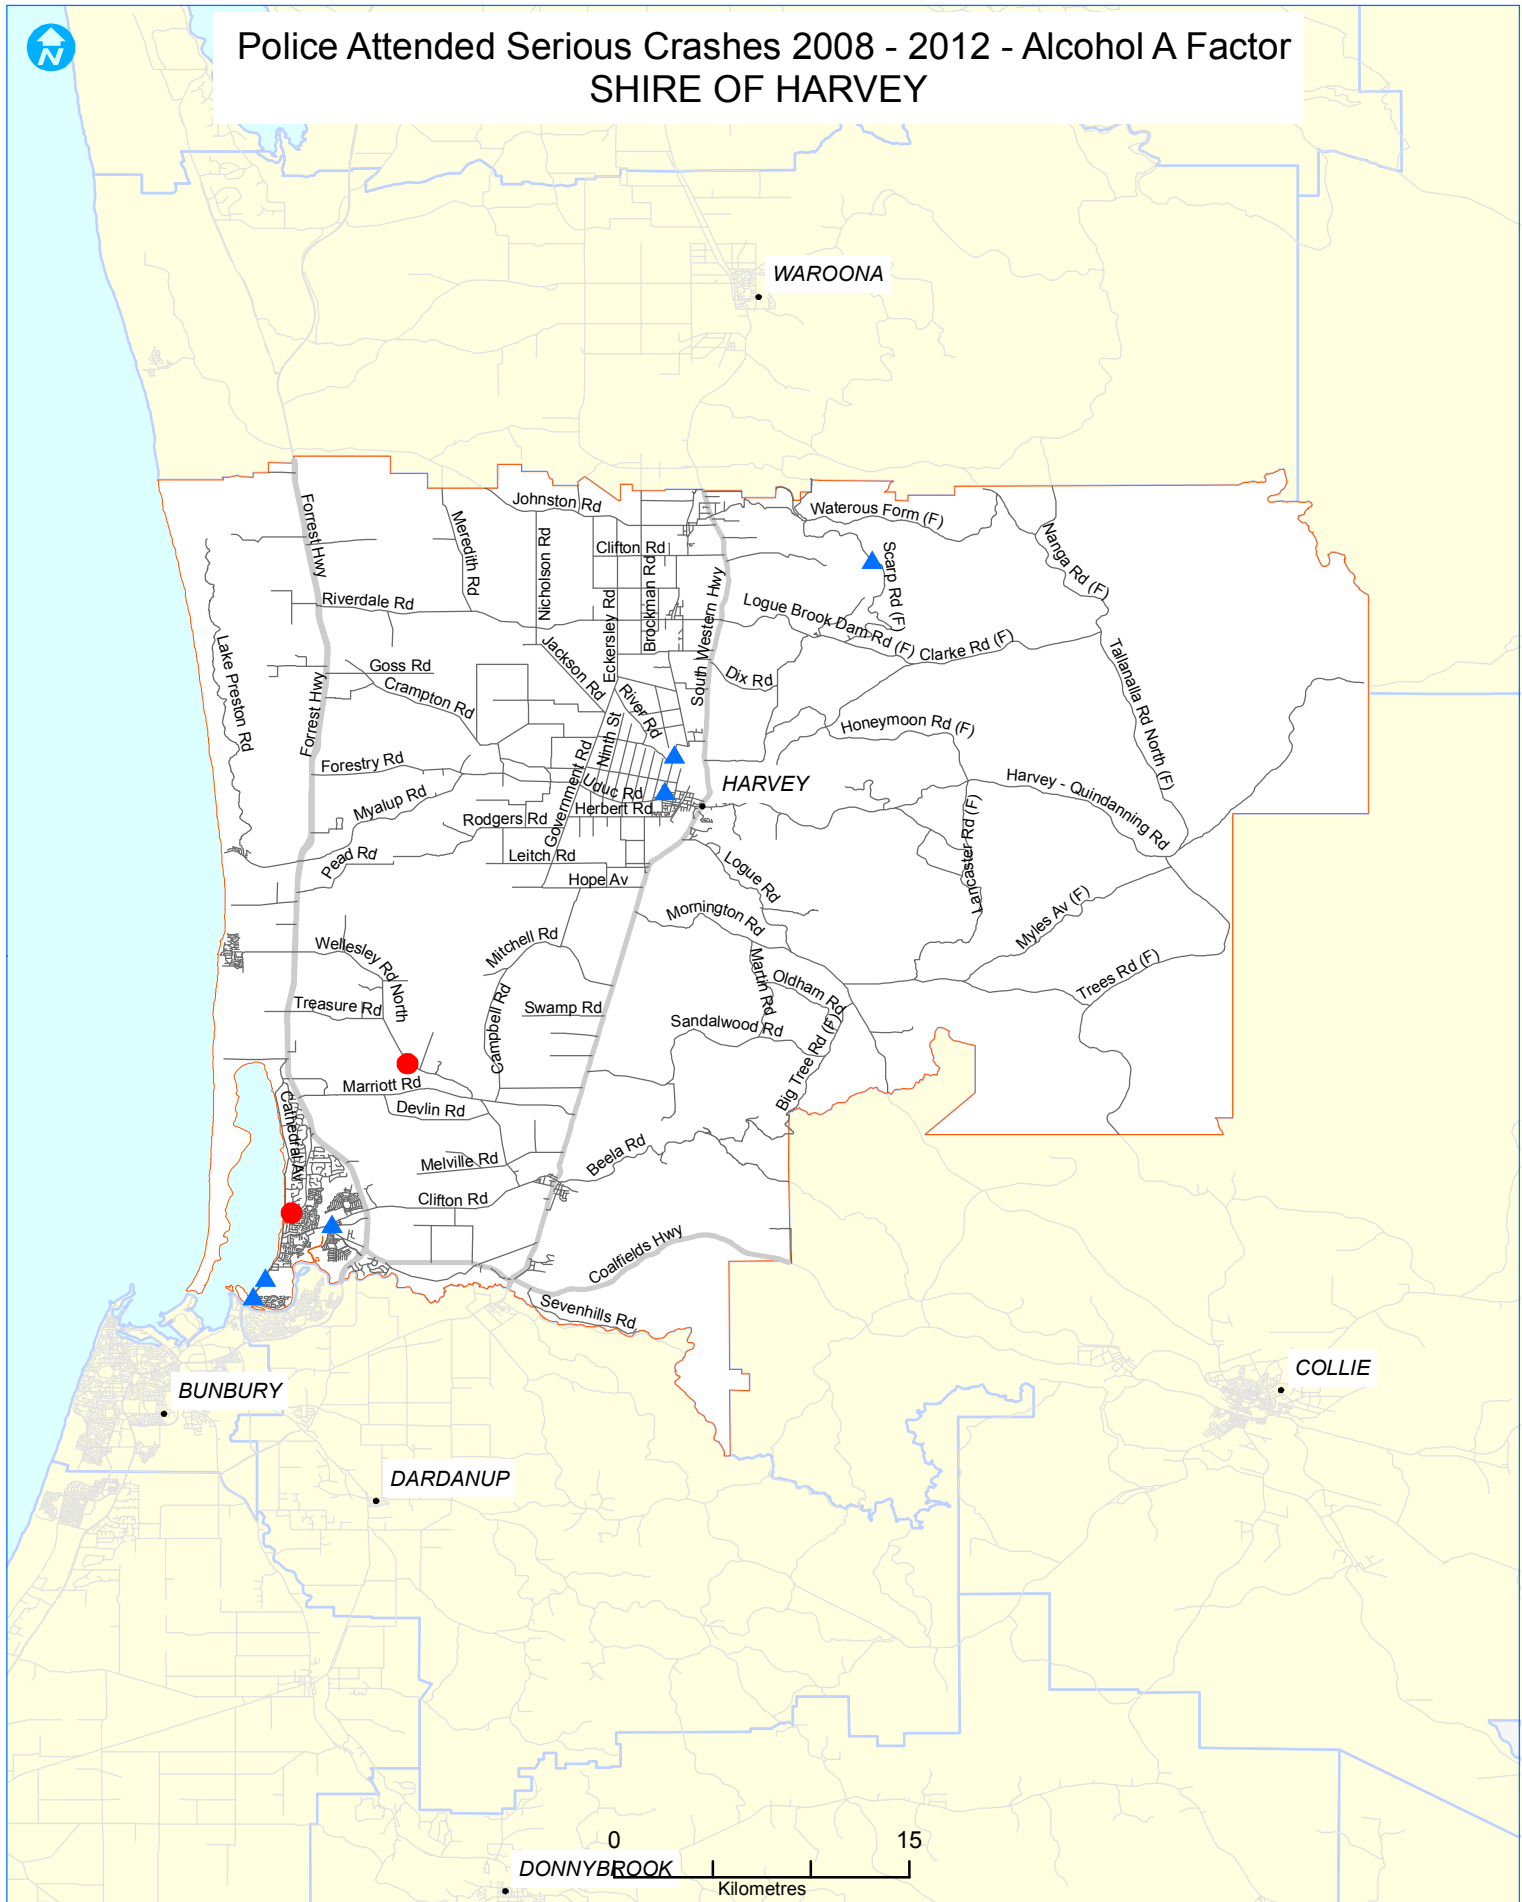 N
Police Attended Serious Crashes 2008 - 2012 - Alcohol A Factor
SHIRE OF HARVEY
WAROONA
Forrest Hwy
Meredith Rd
Johnston Rd
Nicholson Rd
Clifton Rd
Brockman Rd
Eckersley Rd
South Western Hwy
Waterous Form (F)
Scarp Rd (F)
Nanga Rd (F)
Riverdale Rd
Logue Brook Dam Rd (F)
Clarke Rd (F)
Tallanalla Rd North (F)
Lake Preston Rd
Goss Rd
Crampton Rd
Jackson Rd
River Rd
Dix Rd
Forrest Hwy
Ninth St
Honeymoon Rd (F)
Forestry Rd
Government Rd
Uduc Rd
HARVEY
Harvey - Quindanning Rd
Myalup Rd
Herbert Rd
Rodgers Rd
Lancaster Rd (F)
Pead Rd
Leitch Rd
Logue Rd
Hope Av
Mornington Rd
Myles Av (F)
Wellesley Rd North
Mitchell Rd
Martin Rd
Oldham Rd
Trees Rd (F)
Treasure Rd
Campbell Rd
Swamp Rd
Sandalwood Rd
Big Tree Rd (F)
Marriott Rd
Cathedral Av
Devlin Rd
Melville Rd
Beela Rd
Clifton Rd
Coalfields Hwy
Sevenhills Rd
BUNBURY
COLLIE
DARDANUP
0 15
DONNYBROOK
Kilometres